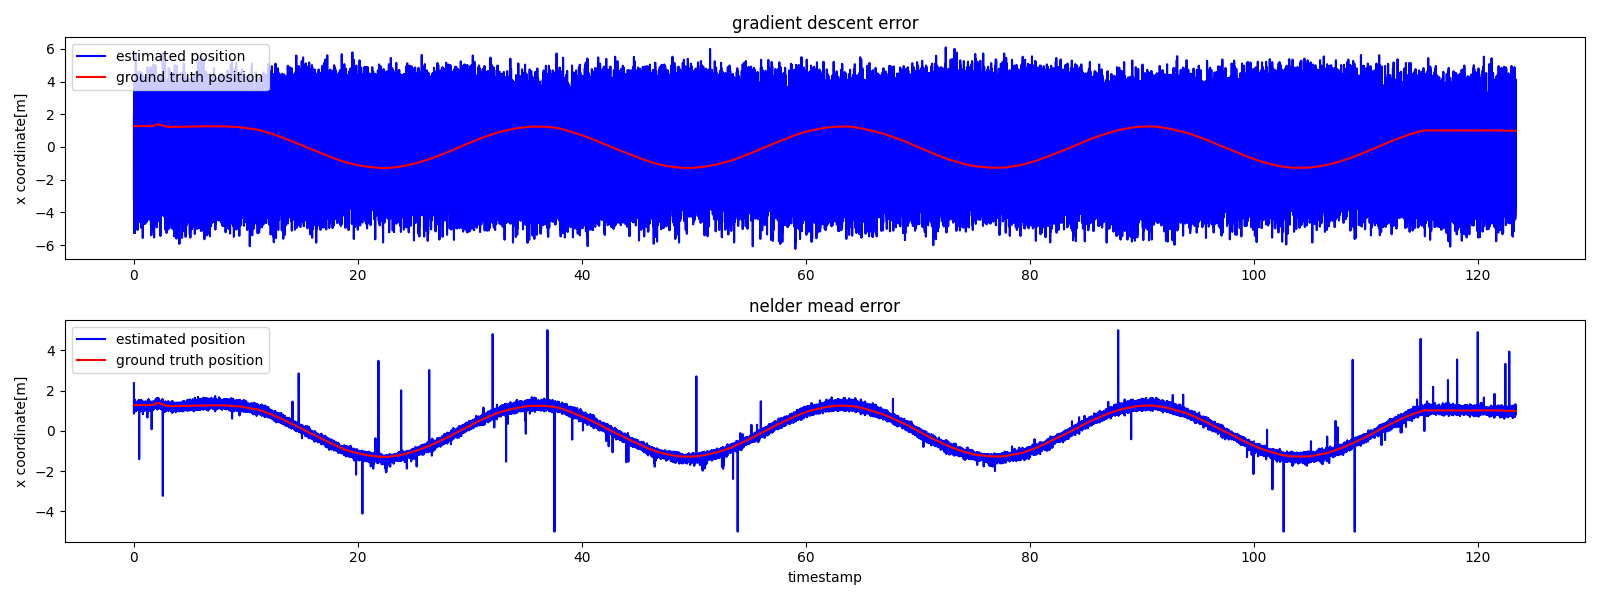 gradient descent error
estimated position
ground truth position
x coordinate[m]
6
4
2
0
−2
−4
−6
0
20
40
60
80
100
120
nelder mead error
estimated position
ground truth position
x coordinate[m]
4
2
0
−2
−4
0
20
40
60
80
100
120
timestamp